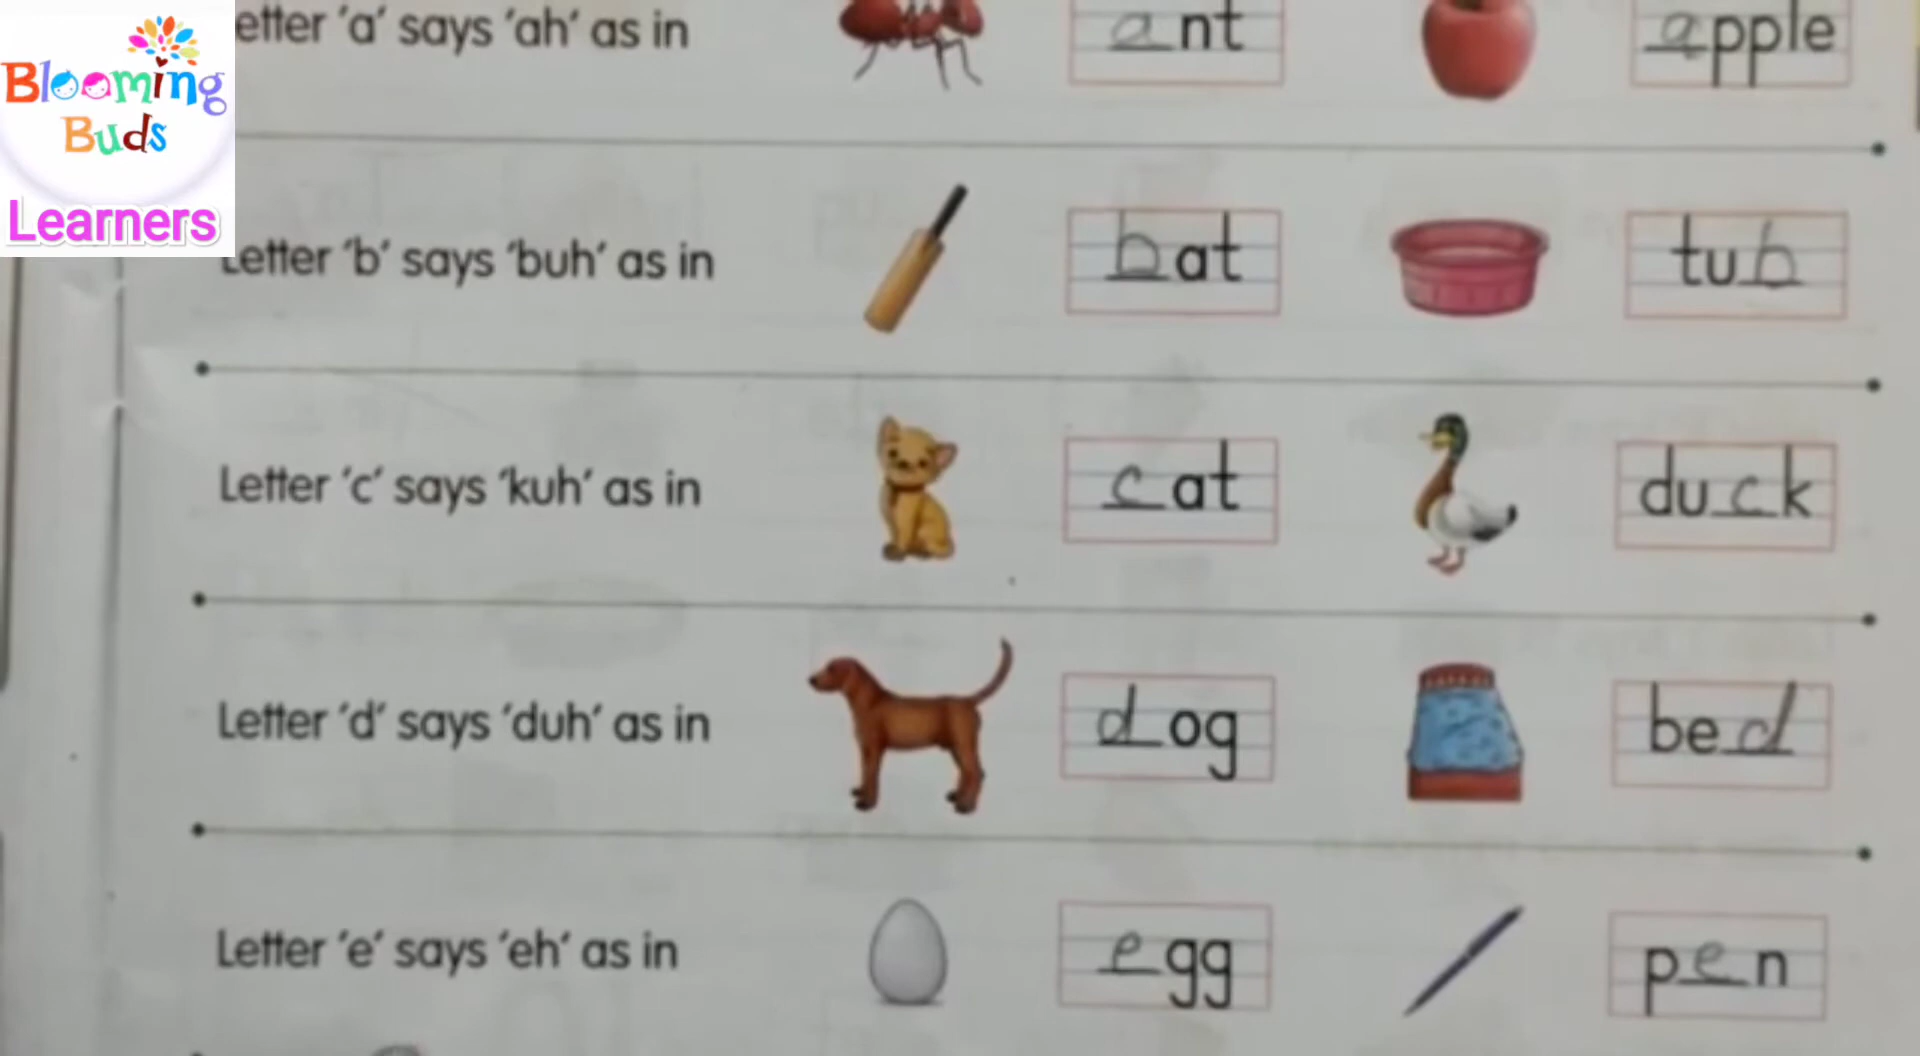 Blooming
Buds
Learners
etter 'a' says 'ah' as in ant apple
Letter 'b' says 'buh' as in bat tub
Letter 'c' says 'kuh' as in cat duck
Letter 'd' says 'duh' as in dog bed
Letter 'e' says 'eh' as in egg pen